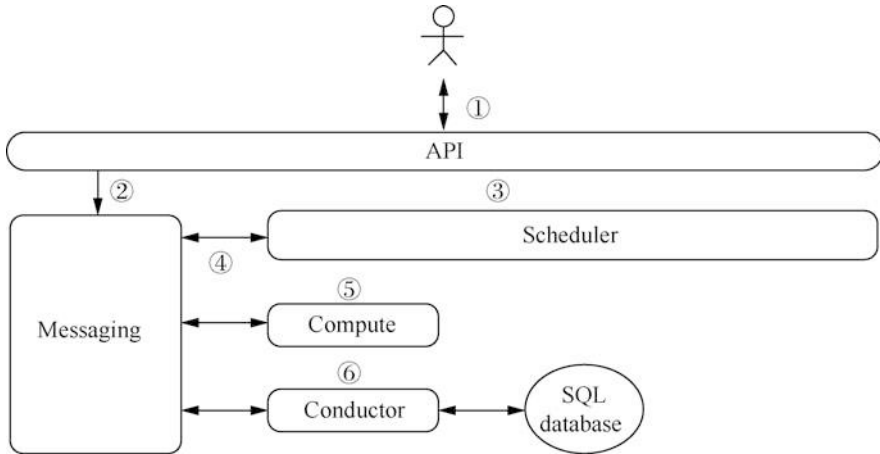 ①
API
②
③
Scheduler
④
Messaging
⑤
Compute
⑥
Conductor
SQL
database